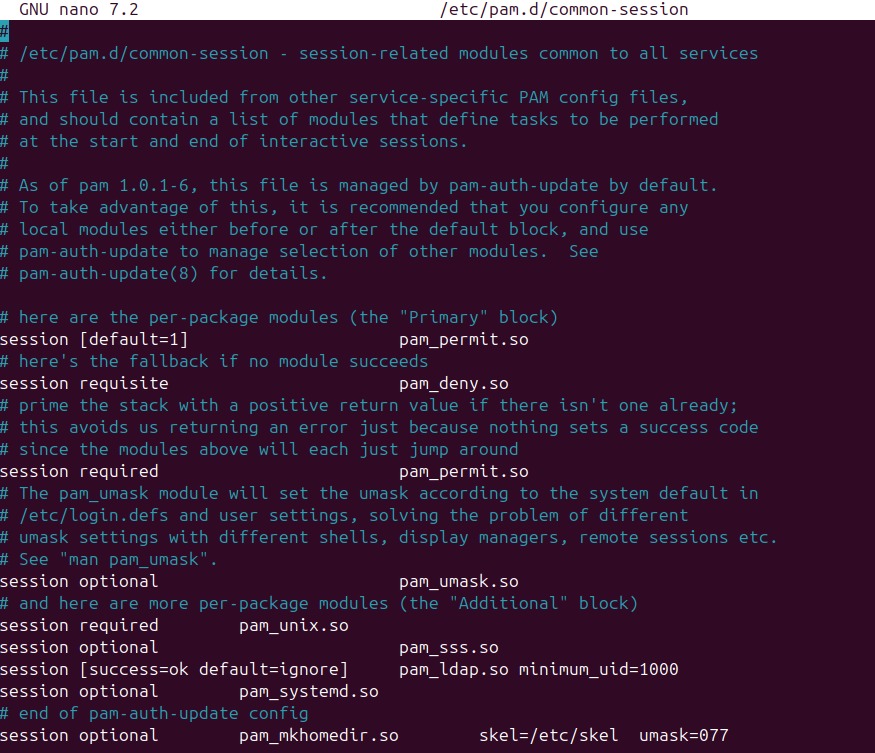 GNU nano 7.2 /etc/pam.d/common-session
#
# /etc/pam.d/common-session - session-related modules common to all services
#
# This file is included from other service-specific PAM config files,
# and should contain a list of modules that define tasks to be performed
# at the start and end of interactive sessions.
#
# As of pam 1.0.1-6, this file is managed by pam-auth-update by default.
# To take advantage of this, it is recommended that you configure any
# local modules either before or after the default block, and use
# pam-auth-update to manage selection of other modules.  See
# pam-auth-update(8) for details.

# here are the per-package modules (the "Primary" block)
session [default=1]                     pam_permit.so
# here's the fallback if no module succeeds
session requisite                       pam_deny.so
# prime the stack with a positive return value if there isn't one already;
# this avoids us returning an error just because nothing sets a success code
# since the modules above will each just jump around
session required                        pam_permit.so
# The pam_umask module will set the umask according to the system default in
# /etc/login.defs and user settings, solving the problem of different
# umask settings with different shells, display managers, remote sessions etc.
# See "man pam_umask".
session optional                        pam_umask.so
# and here are more per-package modules (the "Additional" block)
session required        pam_unix.so
session optional                        pam_sss.so
session [success=ok default=ignore]     pam_ldap.so minimum_uid=1000
session optional        pam_systemd.so
# end of pam-auth-update config
session optional        pam_mkhomedir.so        skel=/etc/skel  umask=077